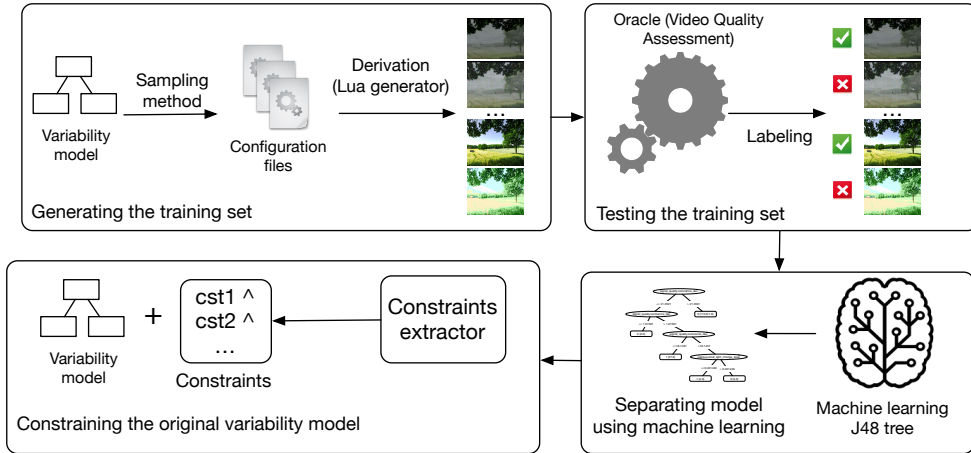 Sampling
method
Variability
model
Configuration
files
Derivation
(Lua generator)
...
Generating the training set
Oracle (Video Quality
Assessment)
Labeling
...
Testing the training set
Variability
model
+
cst1 ^
cst2 ^
...
Constraints
Constraints
extractor
Constraining the original variability model
Separating model
using machine learning
Machine learning
J48 tree